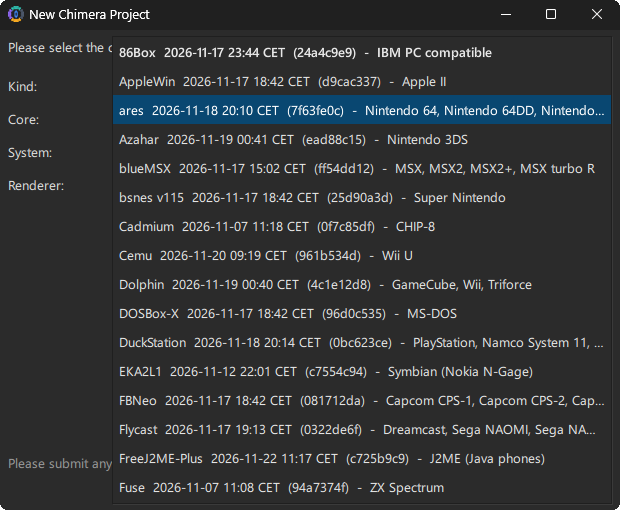 New Chimera Project
Please select the c
86Box 2026-11-17 23:44 CET (24a4c9e9) - IBM PC compatible
AppleWin 2026-11-17 18:42 CET (d9cac337) - Apple II
Kind:
ares 2026-11-18 20:10 CET (7f63fe0c) - Nintendo 64, Nintendo 64DD, Nintendo...
Core:
Azahar 2026-11-19 00:41 CET (ead88c15) - Nintendo 3DS
System:
blueMSX 2026-11-17 15:02 CET (ff54dd12) - MSX, MSX2, MSX2+, MSX turbo R
Renderer:
bsnes v115 2026-11-17 18:42 CET (25d90a3d) - Super Nintendo
Cadmium 2026-11-07 11:18 CET (0f7c85df) - CHIP-8
Cemu 2026-11-20 09:19 CET (961b534d) - Wii U
Dolphin 2026-11-19 00:40 CET (4c1e12d8) - GameCube, Wii, Triforce
DOSBox-X 2026-11-17 18:42 CET (96d0c535) - MS-DOS
DuckStation 2026-11-18 20:14 CET (0bc623ce) - PlayStation, Namco System 11, ...
EKA2L1 2026-11-12 22:01 CET (c7554c94) - Symbian (Nokia N-Gage)
FBNeo 2026-11-17 18:42 CET (081712da) - Capcom CPS-1, Capcom CPS-2, Cap...
Flycast 2026-11-17 19:13 CET (0322de6f) - Dreamcast, Sega NAOMI, Sega NA...
Please submit any
FreeJ2ME-Plus 2026-11-22 11:17 CET (c725b9c9) - J2ME (Java phones)
Fuse 2026-11-07 11:08 CET (94a7374f) - ZX Spectrum